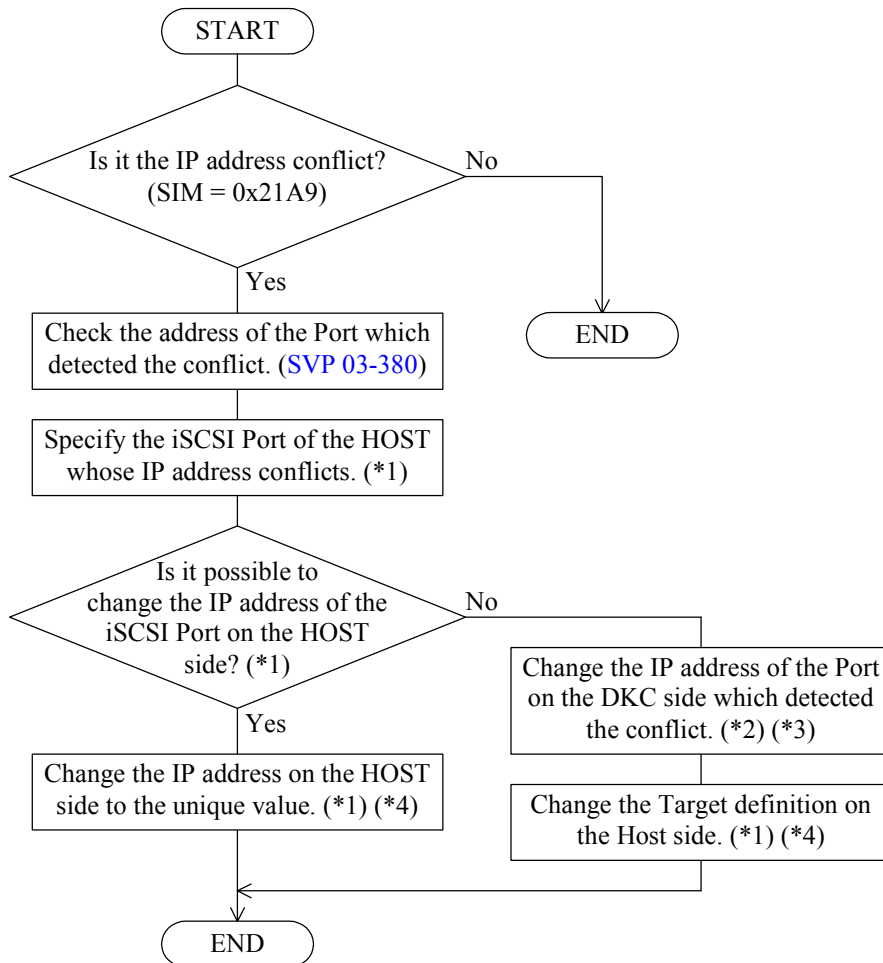 START
Is it the IP address conflict?
(SIM = 0x21A9)
No
Yes
END
Check the address of the Port which
detected the conflict. (SVP 03-380)
Specify the iSCSI Port of the HOST
whose IP address conflicts. (*1)
Is it possible to
change the IP address of the
iSCSI Port on the HOST
side? (*1)
No
Yes
Change the IP address of the Port
on the DKC side which detected
the conflict. (*2) (*3)
Change the IP address on the HOST
side to the unique value. (*1) (*4)
Change the Target definition on
the Host side. (*1) (*4)
END